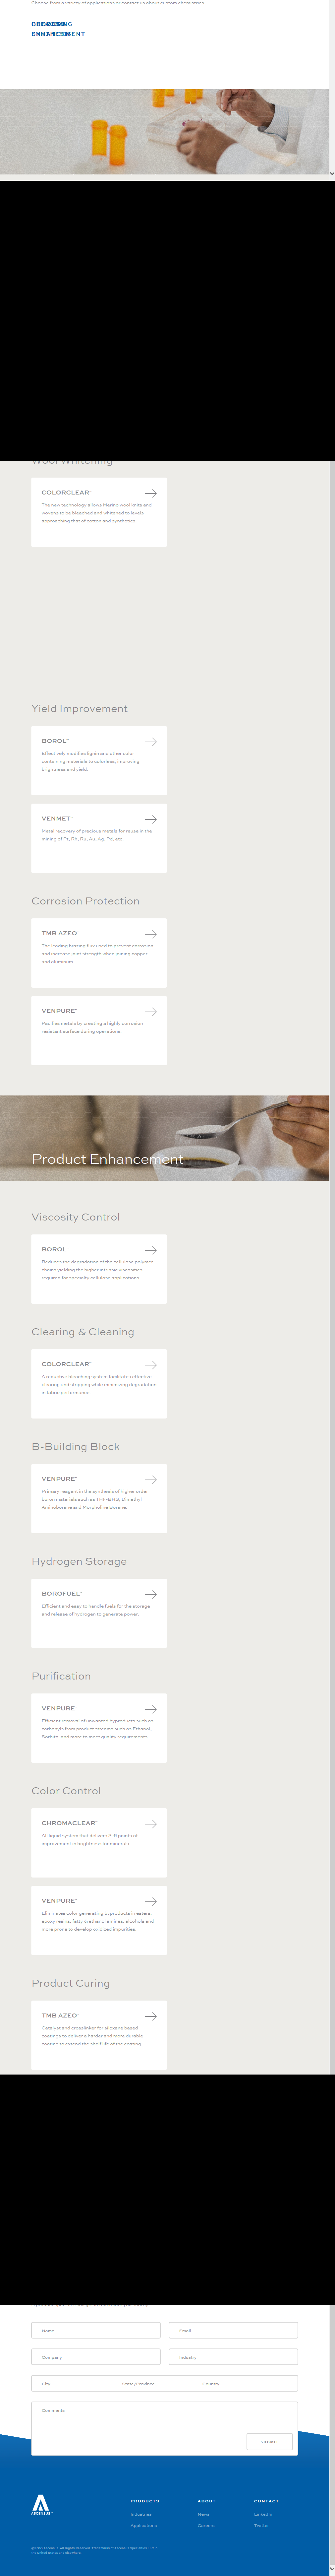 Choose from a variety of applications or contact us about custom chemistries.
ENHANCEMENT
Wool Whitening
COLORCLEAR™
The new technology allows Merino wool knits and
wovens to be bleached and whitened to levels
approaching that of cotton and synthetics.
Yield Improvement
BOROL™
Effectively modifies lignin and other color
containing materials to colorless, improving
brightness and yield.
VENMET™
Metal recovery of precious metals for reuse in the
mining of Pt, Rh, Ru, Au, Ag, Pd, etc.
Corrosion Protection
TMB AZEO™
The leading brazing flux used to prevent corrosion
and increase joint strength when joining copper
and aluminum.
VENPURE™
Pacifies metals by creating a highly corrosion
resistant surface during operations.
Product Enhancement
Viscosity Control
BOROL™
Reduces the degradation of the cellulose polymer
chains yielding the higher intrinsic viscosities
required for specialty cellulose applications.
Clearing & Cleaning
COLORCLEAR™
A reductive bleaching system facilitates effective
clearing and stripping while minimizing degradation
in fabric performance.
B-Building Block
VENPURE™
Primary reagent in the synthesis of higher order
boron materials such as THF-BH3, Dimethyl
Aminoborane and Morpholine Borane.
Hydrogen Storage
BOROFUEL™
Efficient and easy to handle fuels for the storage
and release of hydrogen to generate power.
Purification
VENPURE™
Efficient removal of unwanted byproducts such as
carbonyls from product streams such as Ethanol,
Sorbitol and more to meet quality requirements.
Color Control
CHROMACLEAR™
All liquid system that delivers 2-6 points of
improvement in brightness for minerals.
VENPURE™
Eliminates color generating byproducts in esters,
epoxy resins, fatty & ethanol amines, alcohols and
more prone to develop oxidized impurities.
Product Curing
TMB AZEO™
Catalyst and crosslinker for siloxane based
coatings to deliver a harder and more durable
coating to extend the shelf life of the coating.
Name
Email
Company
Industry
City
State/Province
Country
Comments
SUBMIT
ASCENSUS™
PRODUCTS
ABOUT
CONTACT
Industries
News
LinkedIn
Applications
Careers
Twitter